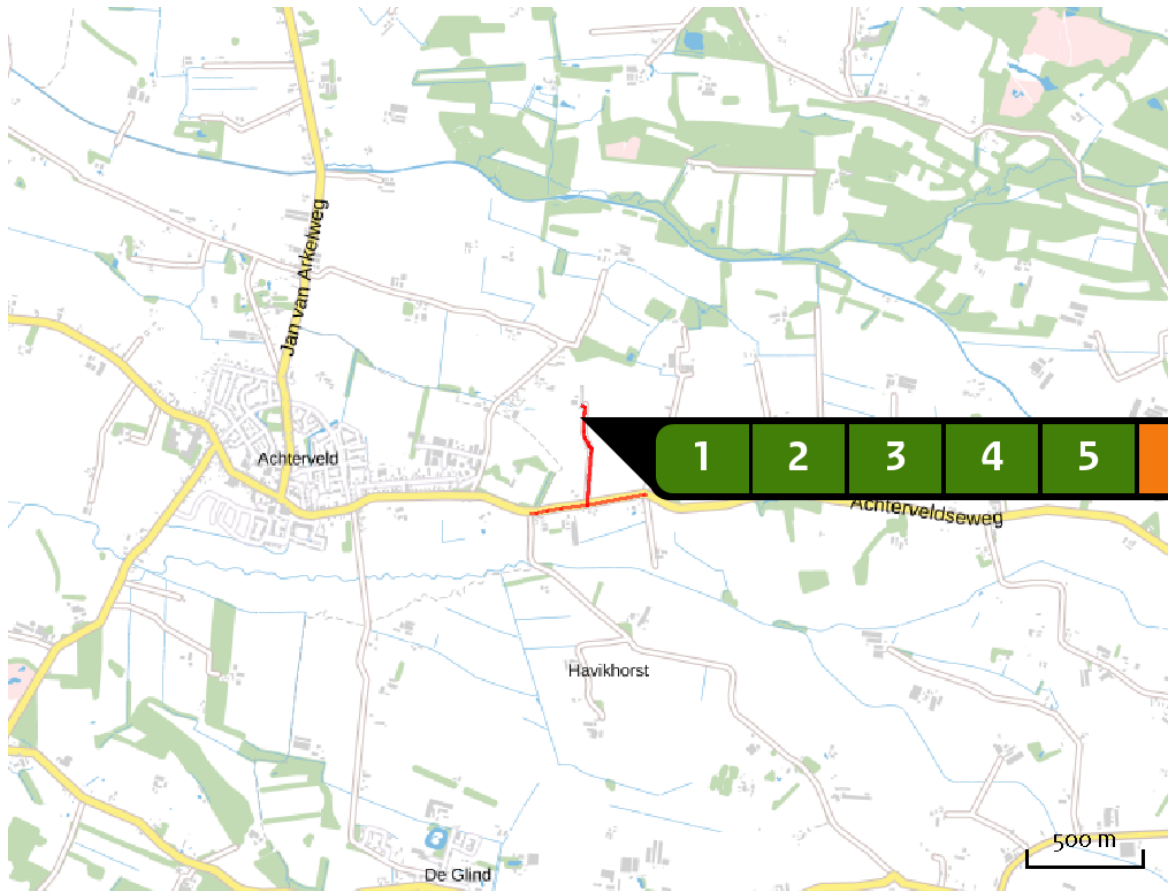 Jan van Arkelweg
Achterveld
1 2 3 4 5
Achterveldseweg
Havikhorst
500 m
De Glind